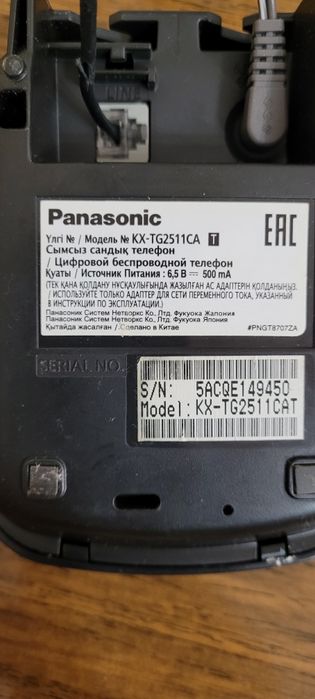 LINE
Panasonic
EAC
Үлгі № / Модель № KX-TG2511CA T
Сымсыз сандық телефон
/ Цифровой беспроводной телефон
Қуаты / Источник Питания : 6,5 В 500 mA
(ТЕК ҚАНА ҚОЛДАНУ НҰСҚАУЛЫҒЫНДА ЖАЗЫЛҒАН АС АДАПТЕРІН ҚОЛДАНЫҢЫЗ.
/ ИСПОЛЬЗУЙТЕ ТОЛЬКО АДАПТЕР ДЛЯ СЕТИ ПЕРЕМЕННОГО ТОКА, УКАЗАННЫЙ
В ИНСТРУКЦИИ ПО ЭКСПЛУАТАЦИИ.)
Панасоник Систем Нетворкс Ко., Лтд. Фукуока Жапония
Панасоник Систем Нетворкс Ко., Лтд. Фукуока Япония
Қытайда жасалған / Сделано в Китае
#PNGT8707ZA
SERIAL NO.
S/N: 5ACQE149450
Model: KX-TG2511CAT